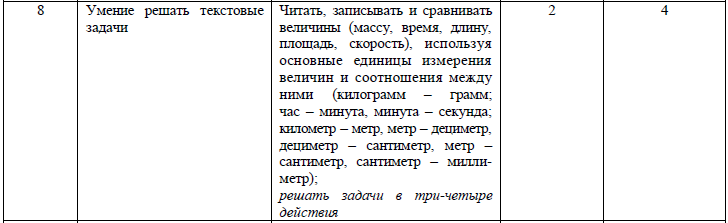 8 Умение решать текстовые Читать, записывать и сравнивать 2 4
задачи величины (массу, время, длину,
площадь, скорость), используя
основные единицы измерения
величин и соотношения между
ними (килограмм – грамм;
час – минута, минута – секунда;
километр – метр, метр – дециметр,
дециметр – сантиметр, метр –
сантиметр, сантиметр – милли-
метр);
решать задачи в три-четыре
действия